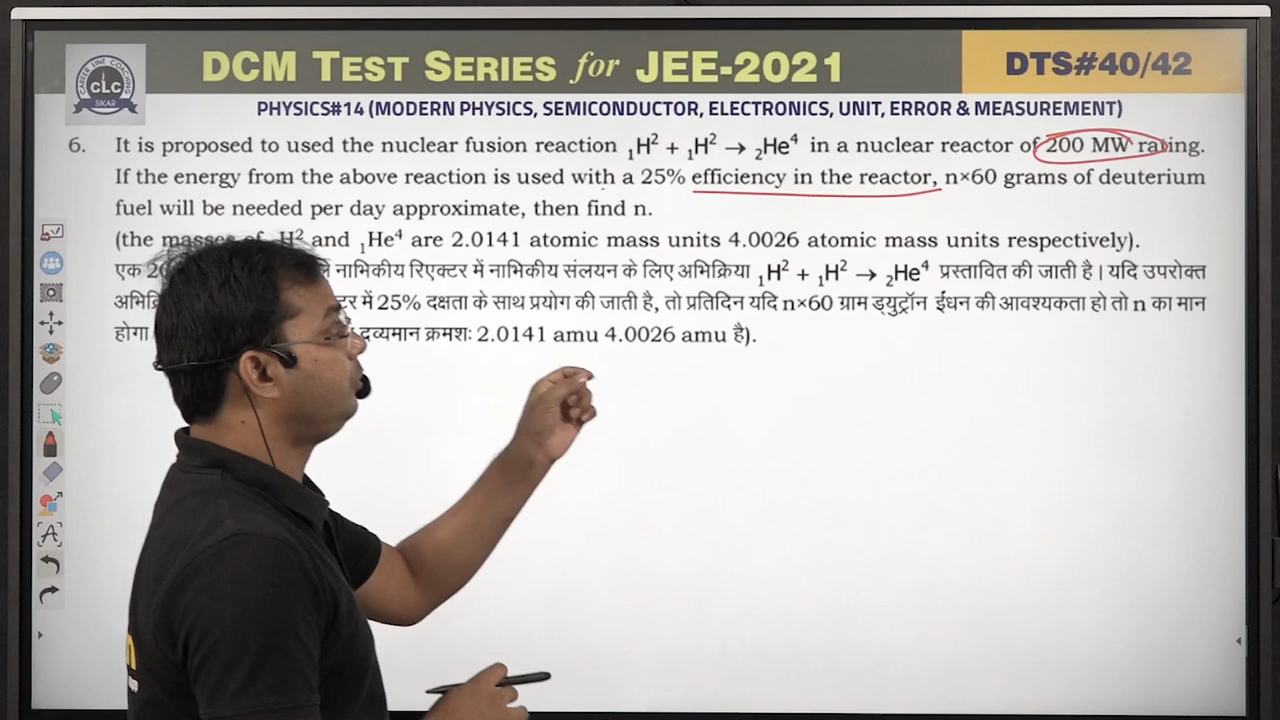 DCM TEST SERIES for JEE-2021
DTS#40/42
CAREER LINE COACHING
CLC
SIKAR
PHYSICS#14 (MODERN PHYSICS, SEMICONDUCTOR, ELECTRONICS, UNIT, ERROR & MEASUREMENT)
6. It is proposed to used the nuclear fusion reaction ₁H² + ₁H² → ₂He⁴ in a nuclear reactor of 200 MW rating.
If the energy from the above reaction is used with a 25% efficiency in the reactor, n×60 grams of deuterium
fuel will be needed per day approximate, then find n.
(the masses of H² and ₁He⁴ are 2.0141 atomic mass units 4.0026 atomic mass units respectively).
एक नाभिकीय रिएक्टर में नाभिकीय संलयन के लिए अभिक्रिया ₁H² + ₁H² → ₂He⁴ प्रस्तावित की जाती है। यदि उपरोक्त
में 25% दक्षता के साथ प्रयोग की जाती है, तो प्रतिदिन यदि n×60 ग्राम ड्युट्रॉन ईंधन की आवश्यकता हो तो n का मान
होगा द्रव्यमान क्रमशः 2.0141 amu 4.0026 amu है).
A